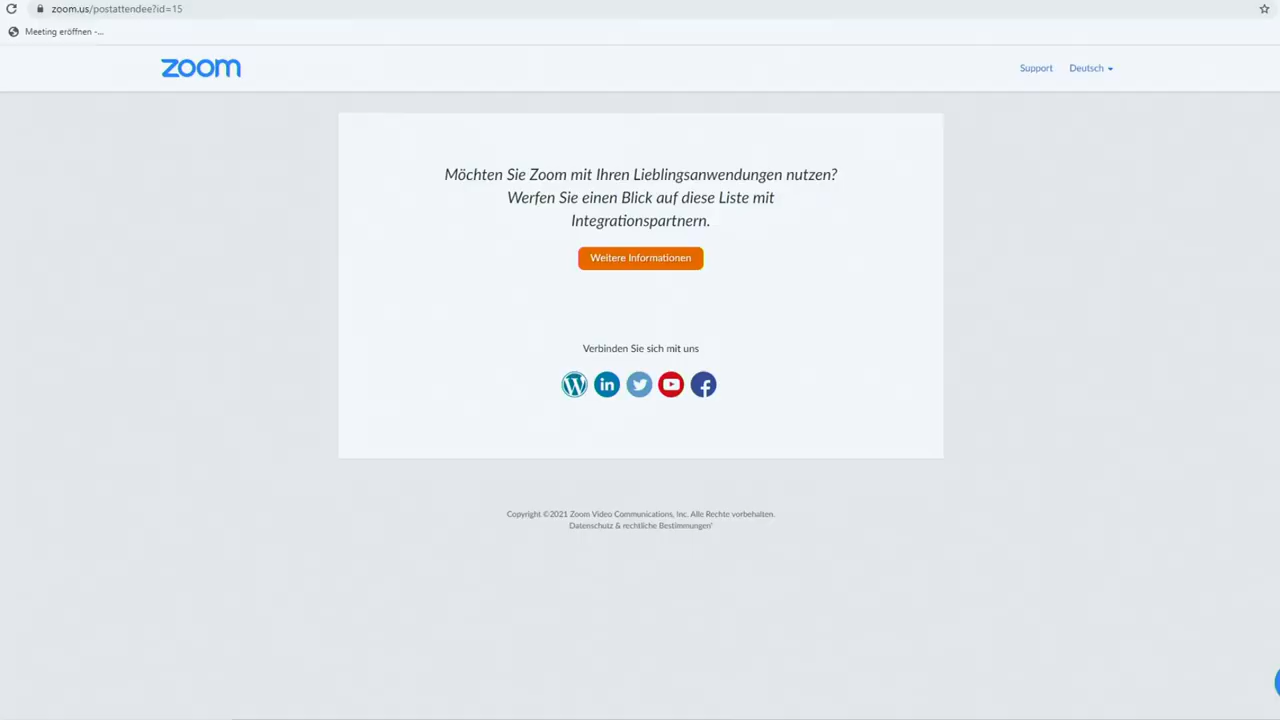 zoom.us/postattendee?id=15
Meeting eröffnen -...
zoom
Support Deutsch
Möchten Sie Zoom mit Ihren Lieblingsanwendungen nutzen?
Werfen Sie einen Blick auf diese Liste mit
Integrationspartnern.
Weitere Informationen
Verbinden Sie sich mit uns
Copyright ©2021 Zoom Video Communications, Inc. Alle Rechte vorbehalten.
Datenschutz & rechtliche Bestimmungen'